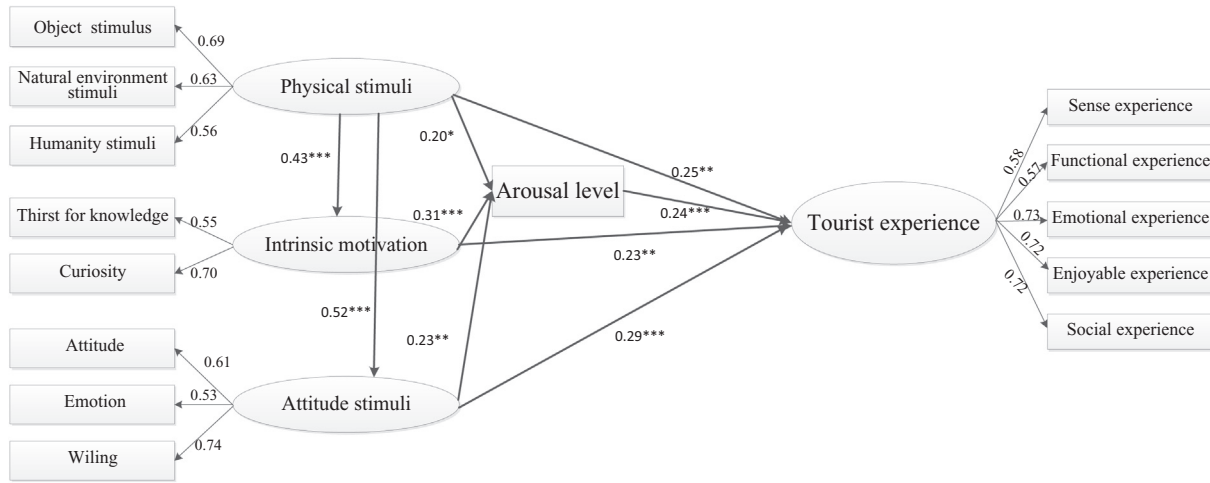 Object stimulus
0.69
Natural environment
stimuli
0.63
Humanity stimuli
0.56
Physical stimuli
0.43***
0.20*
0.25**
Thirst for knowledge
0.55
Curiosity
0.70
Intrinsic motivation
0.31***
Arousal level
0.24***
0.23**
0.52***
0.23**
0.29***
Attitude
0.61
Emotion
0.53
Wiling
0.74
Attitude stimuli
Tourist experience
0.58
Sense experience
0.57
Functional experience
0.73
Emotional experience
0.72
Enjoyable experience
0.72
Social experience